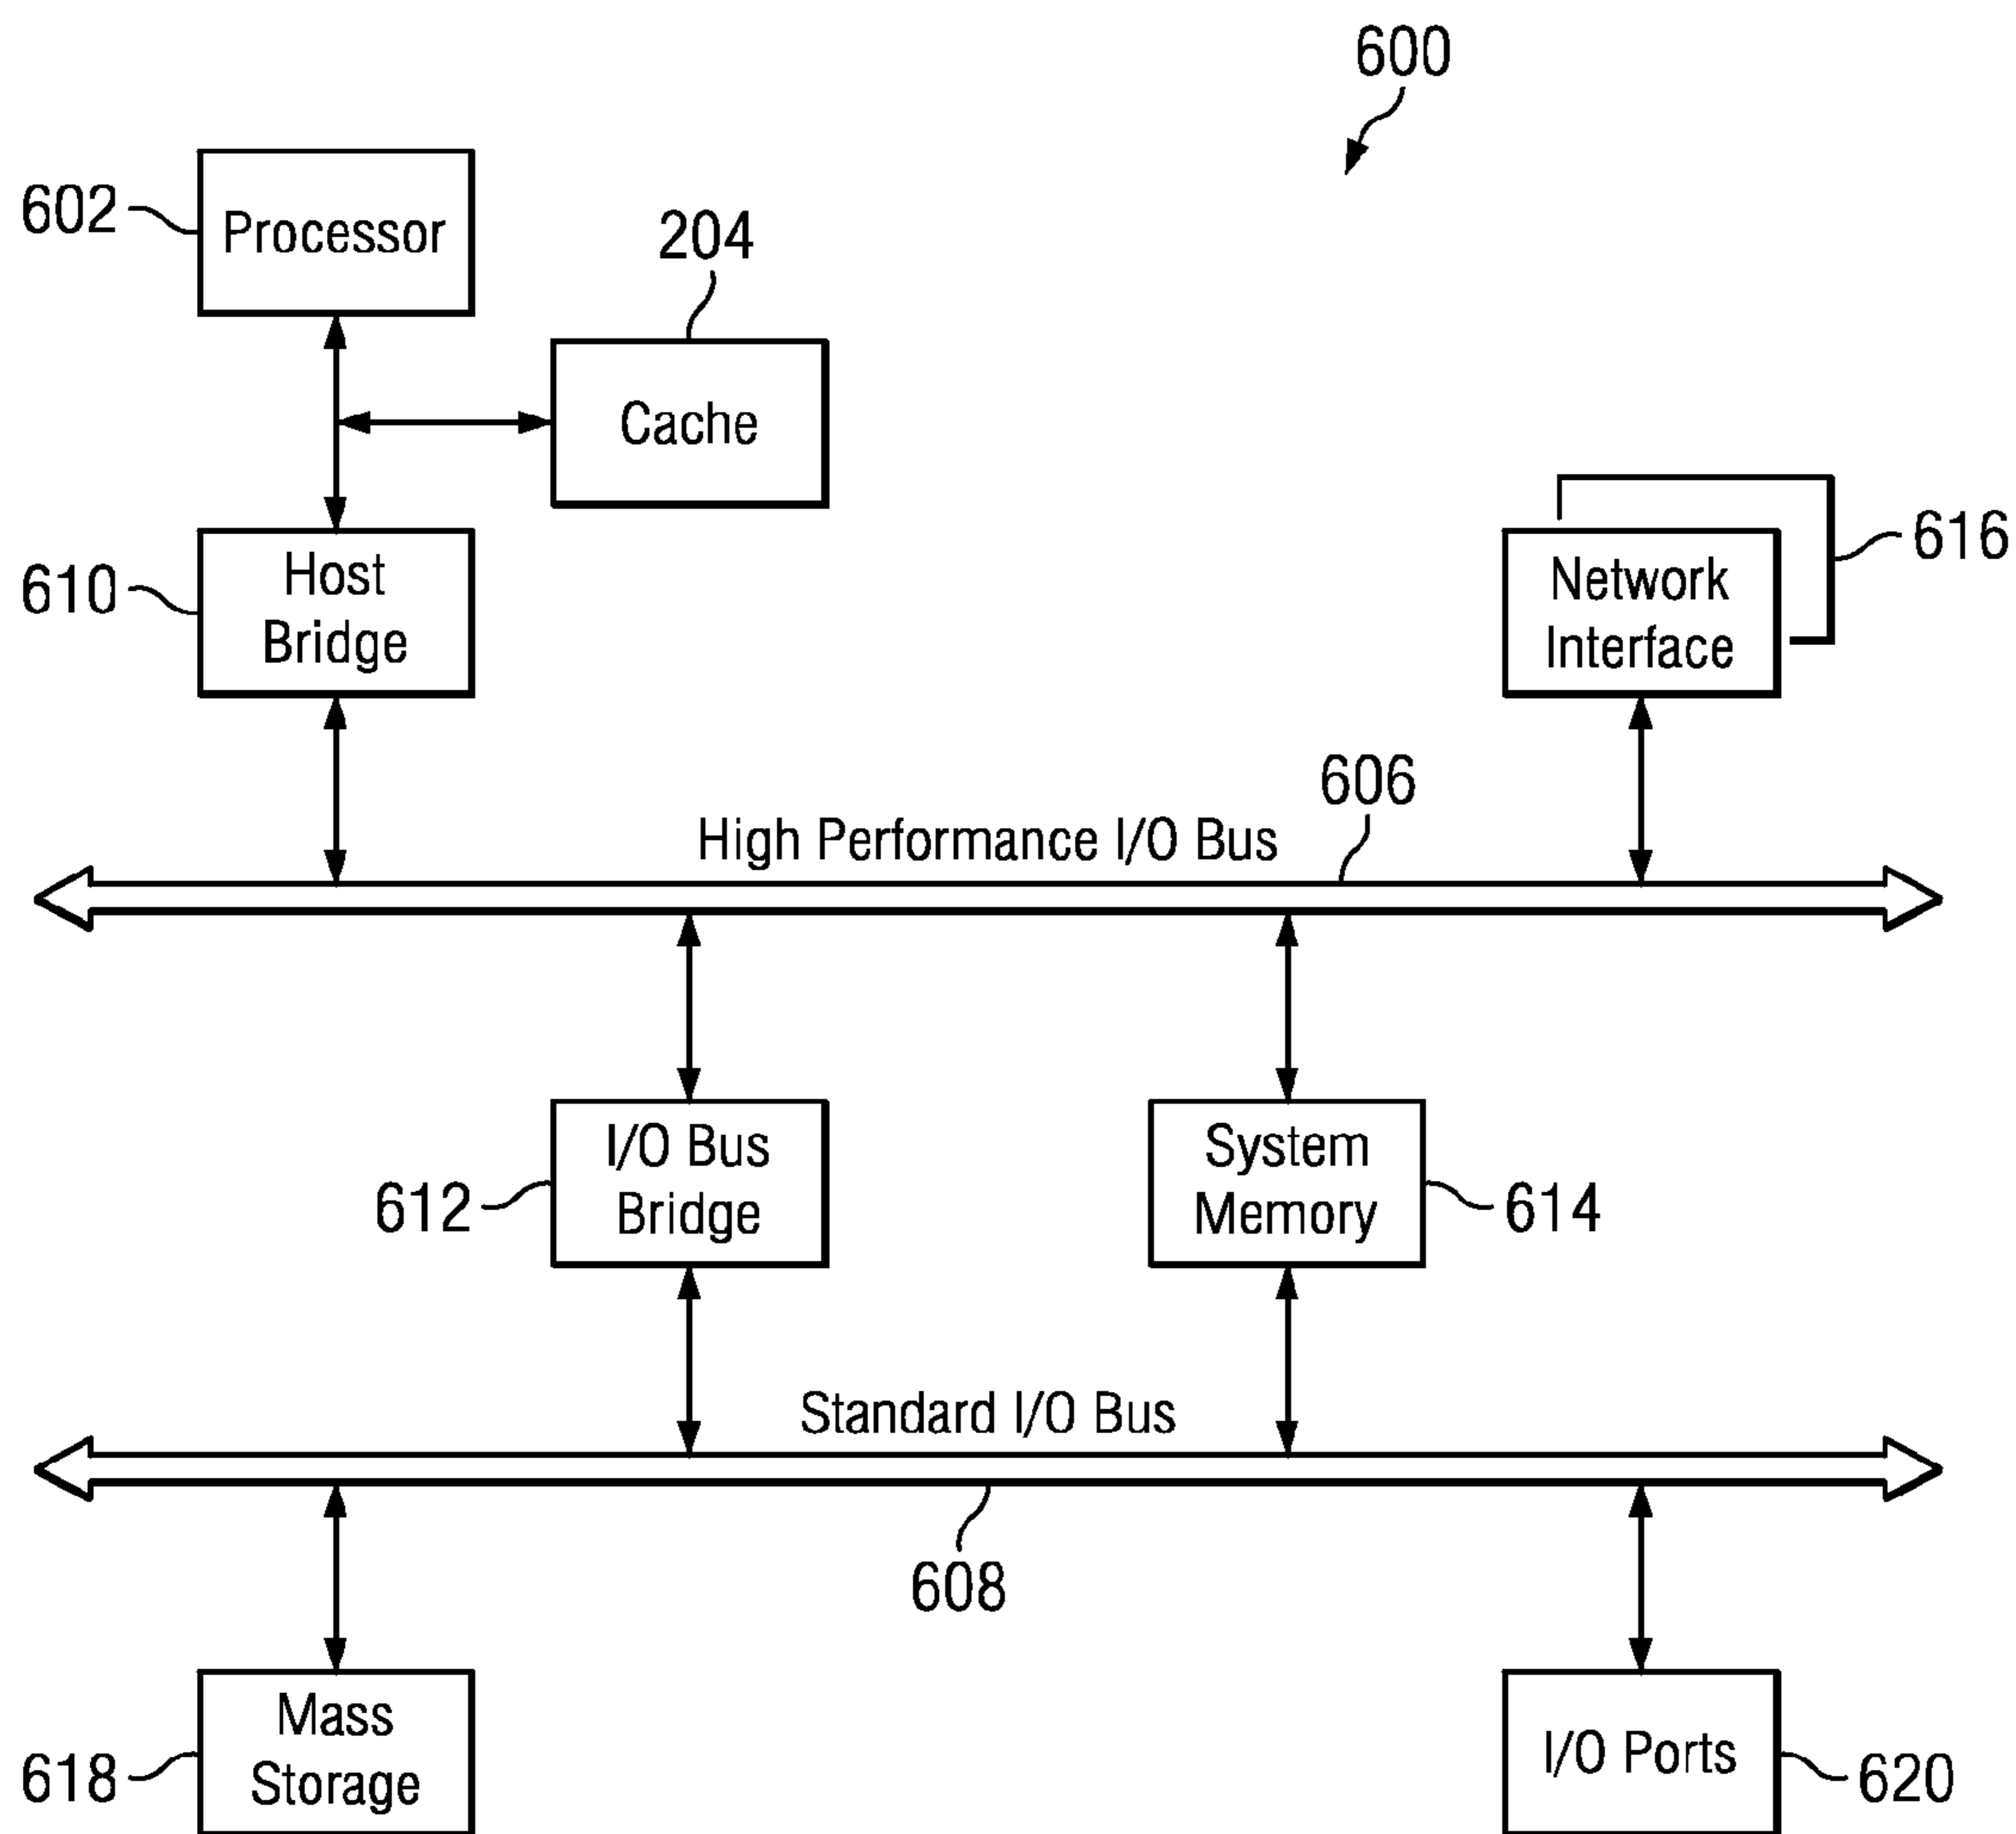 600
602
Processor
204
Cache
610
Host
Bridge
616
Network
Interface
606
High Performance I/O Bus
612
I/O Bus
Bridge
System
Memory
614
Standard I/O Bus
608
618
Mass
Storage
I/O Ports
620